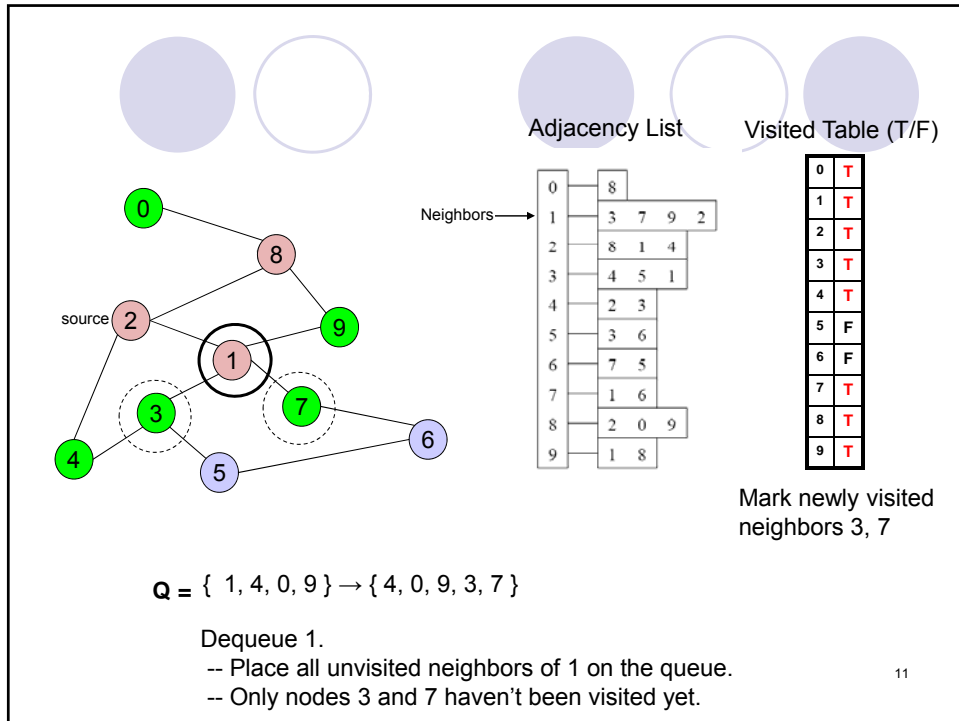 Adjacency List
Visited Table (T/F)
0
8
source
2
9
1
3
7
4
5
6
Neighbors
0 8
1 3 7 9 2
2 8 1 4
3 4 5 1
4 2 3
5 3 6
6 7 5
7 1 6
8 2 0 9
9 1 8
0 T
1 T
2 T
3 T
4 T
5 F
6 F
7 T
8 T
9 T
Mark newly visited
neighbors 3, 7
Q = { 1, 4, 0, 9 } → { 4, 0, 9, 3, 7 }
Dequeue 1.
-- Place all unvisited neighbors of 1 on the queue.
-- Only nodes 3 and 7 haven’t been visited yet.
11